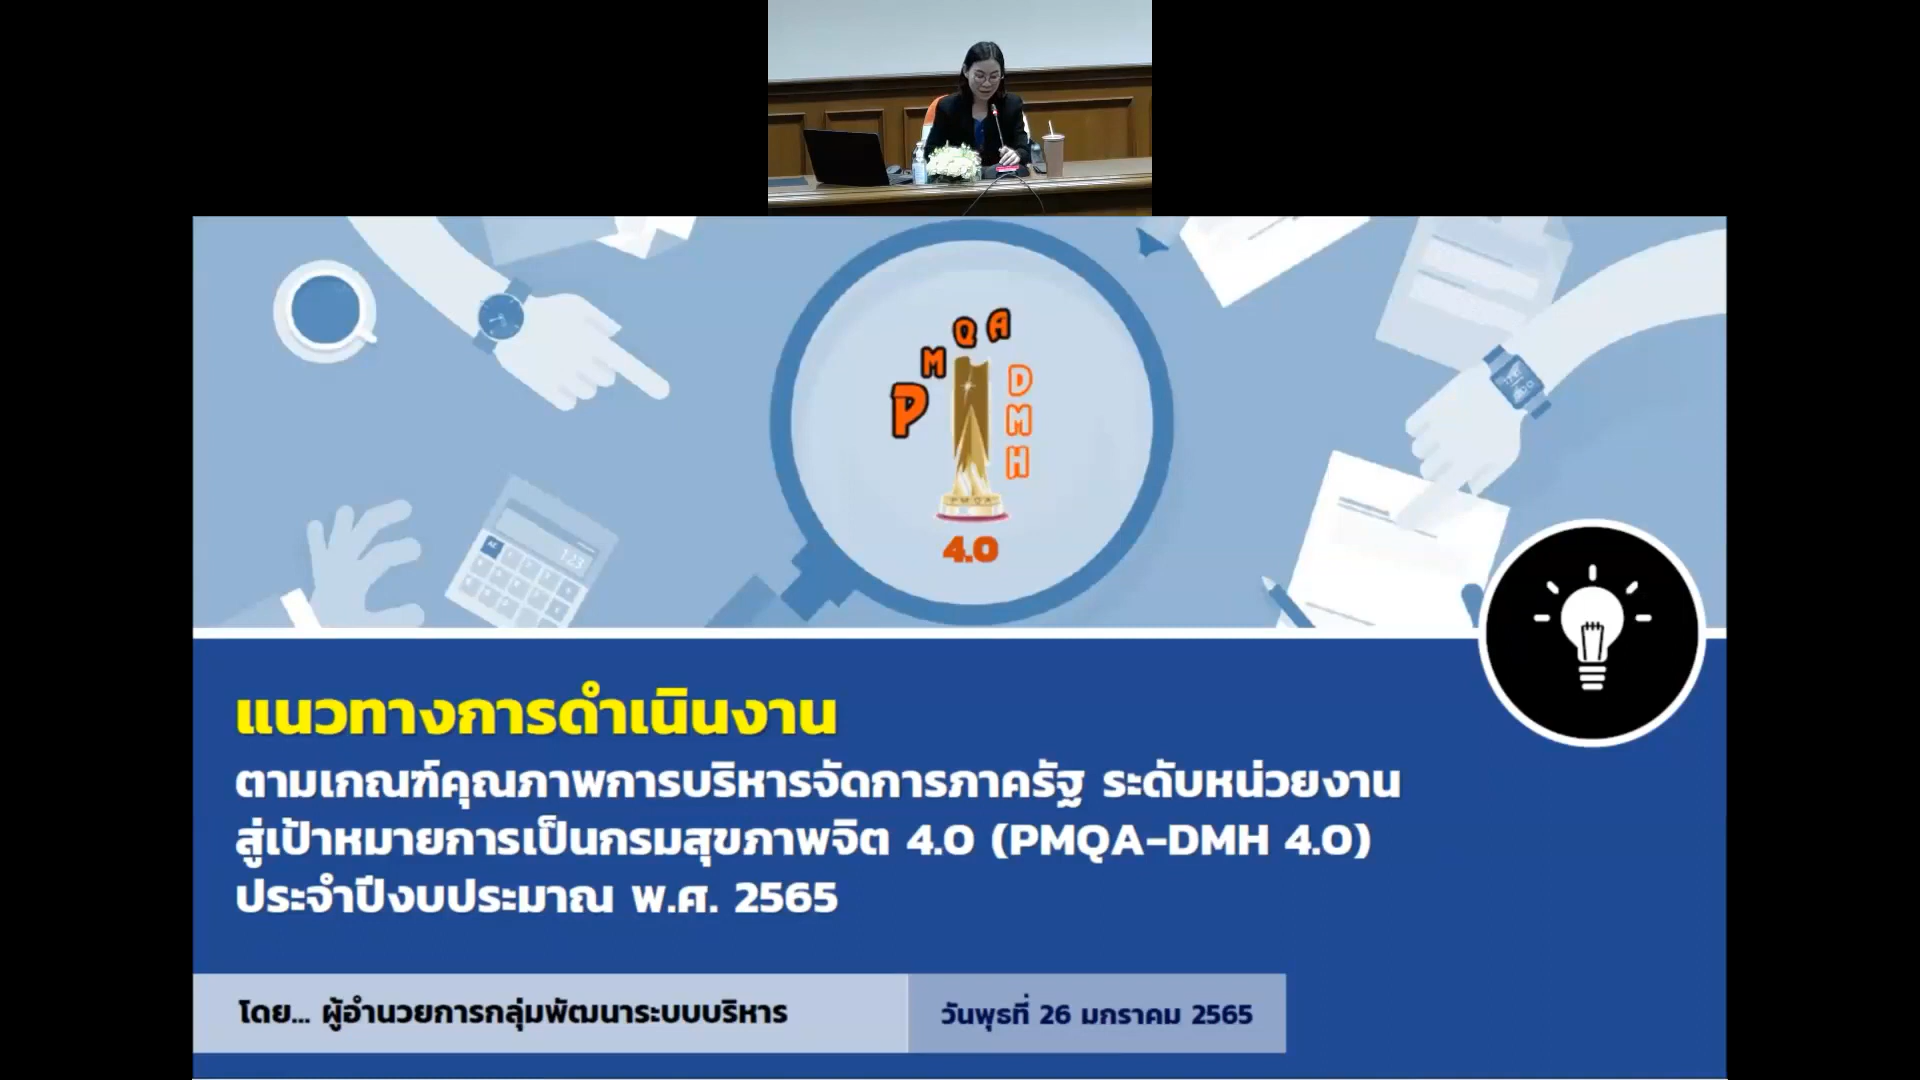 P M Q A
DMH
PMQA
4.0
123
แนวทางการดำเนินงาน
ตามเกณฑ์คุณภาพการบริหารจัดการภาครัฐ ระดับหน่วยงาน
สู่เป้าหมายการเป็นกรมสุขภาพจิต 4.0 (PMQA-DMH 4.0)
ประจำปีงบประมาณ พ.ศ. 2565
โดย... ผู้อำนวยการกลุ่มพัฒนาระบบบริหาร
วันพุธที่ 26 มกราคม 2565